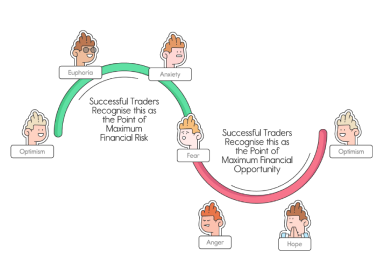 Euphoria
Anxiety
Successful Traders
Recognise this as
the Point of
Maximum
Financial Risk
Optimism
Fear
Successful Traders
Recognise this as
the Point of
Maximum Financial
Opportunity
Optimism
Anger
Hope